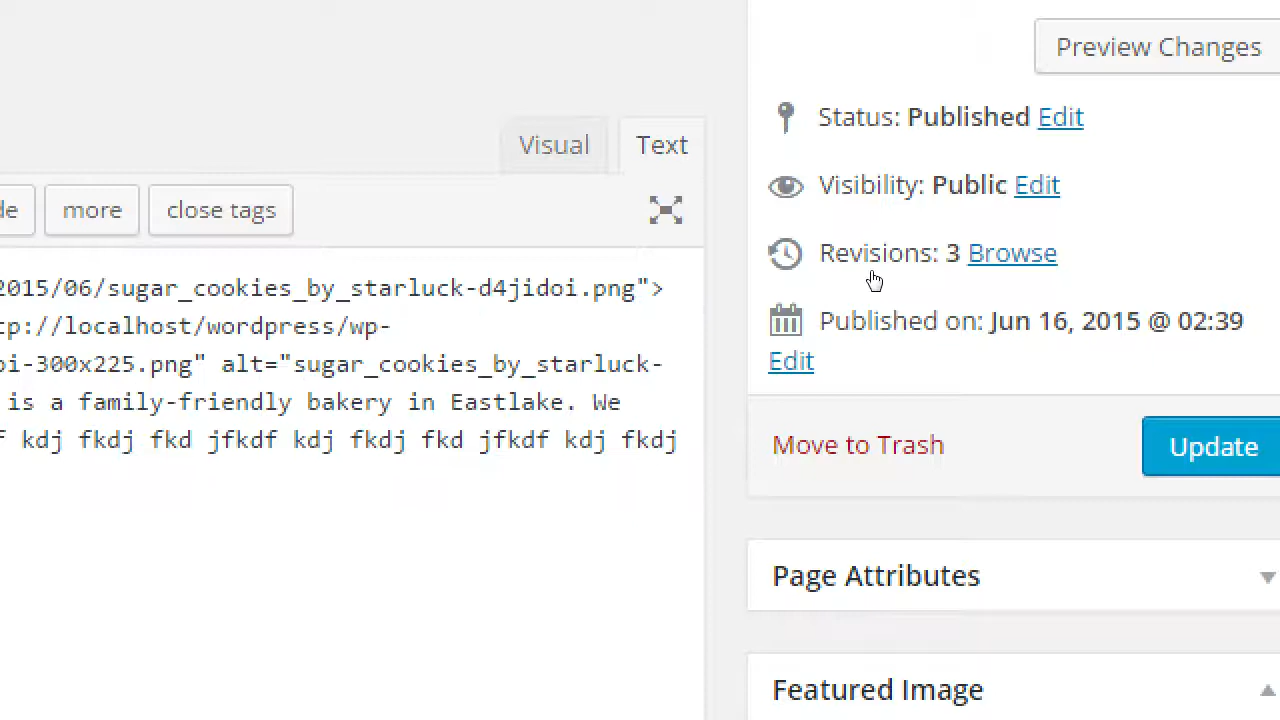 Preview Changes
Status: Published Edit
Visual Text
Visibility: Public Edit
more close tags
Revisions: 3 Browse
2015/06/sugar_cookies_by_starluck-d4jidoi.png">
Published on: Jun 16, 2015 @ 02:39
tp://localhost/wordpress/wp-
Edit
oi-300x225.png" alt="sugar_cookies_by_starluck-
is a family-friendly bakery in Eastlake. We
f kdj fkdj fkd jfkdf kdj fkdj fkd jfkdf kdj fkdj
Move to Trash Update
Page Attributes
Featured Image